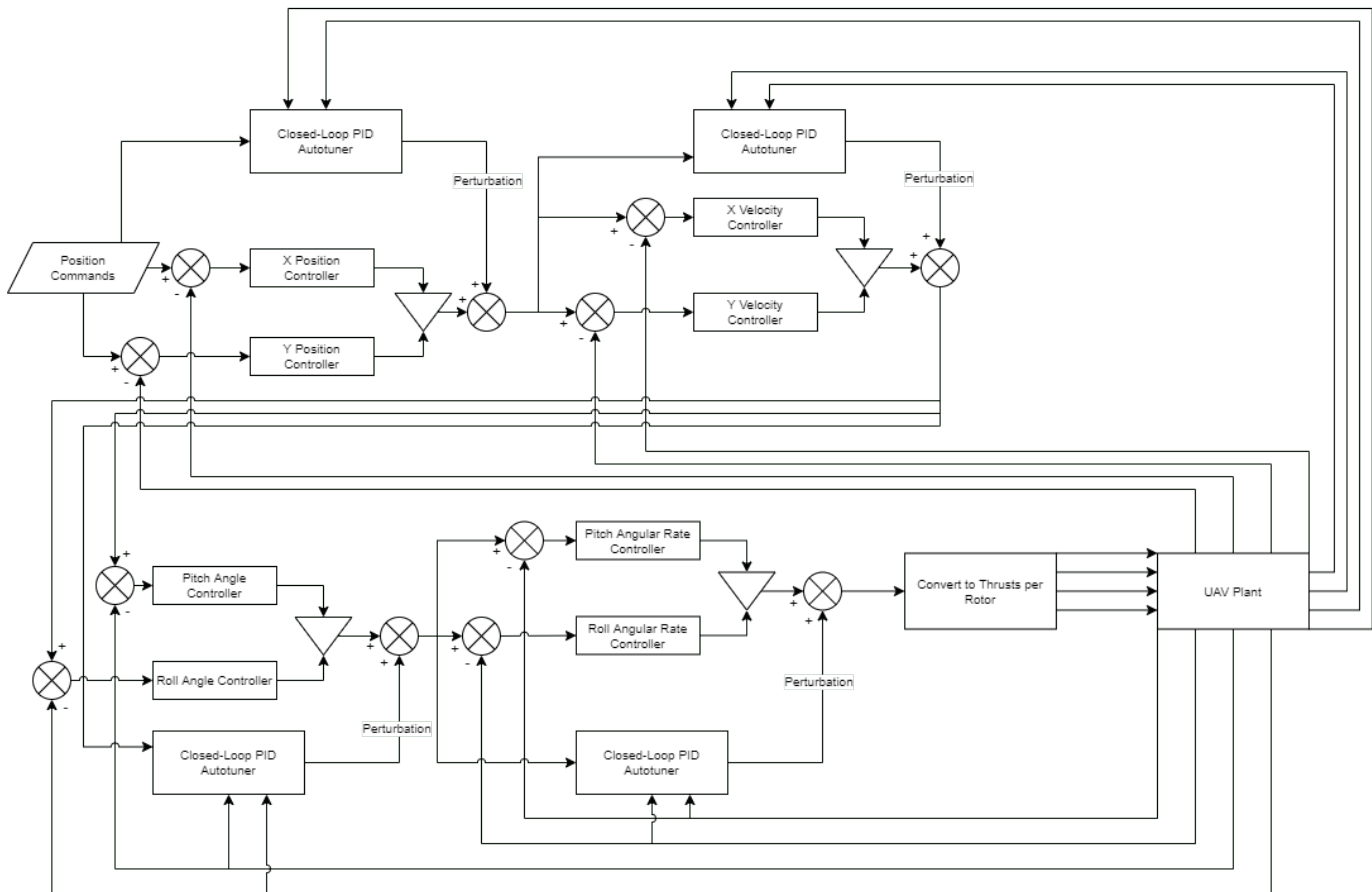 Closed-Loop PID
Autotuner
Closed-Loop PID
Autotuner
Perturbation
Perturbation
X Velocity
Controller
+
+
-
+
+
Position
Commands
+
-
X Position
Controller
+
+
Y Velocity
Controller
+
-
Y Position
Controller
+
-
Pitch Angular Rate
Controller
+
-
+
-
Pitch Angle
Controller
Convert to Thrusts per
Rotor
UAV Plant
+
+
+
+
+
-
Roll Angular Rate
Controller
+
-
Roll Angle Controller
Perturbation
Perturbation
Closed-Loop PID
Autotuner
Closed-Loop PID
Autotuner